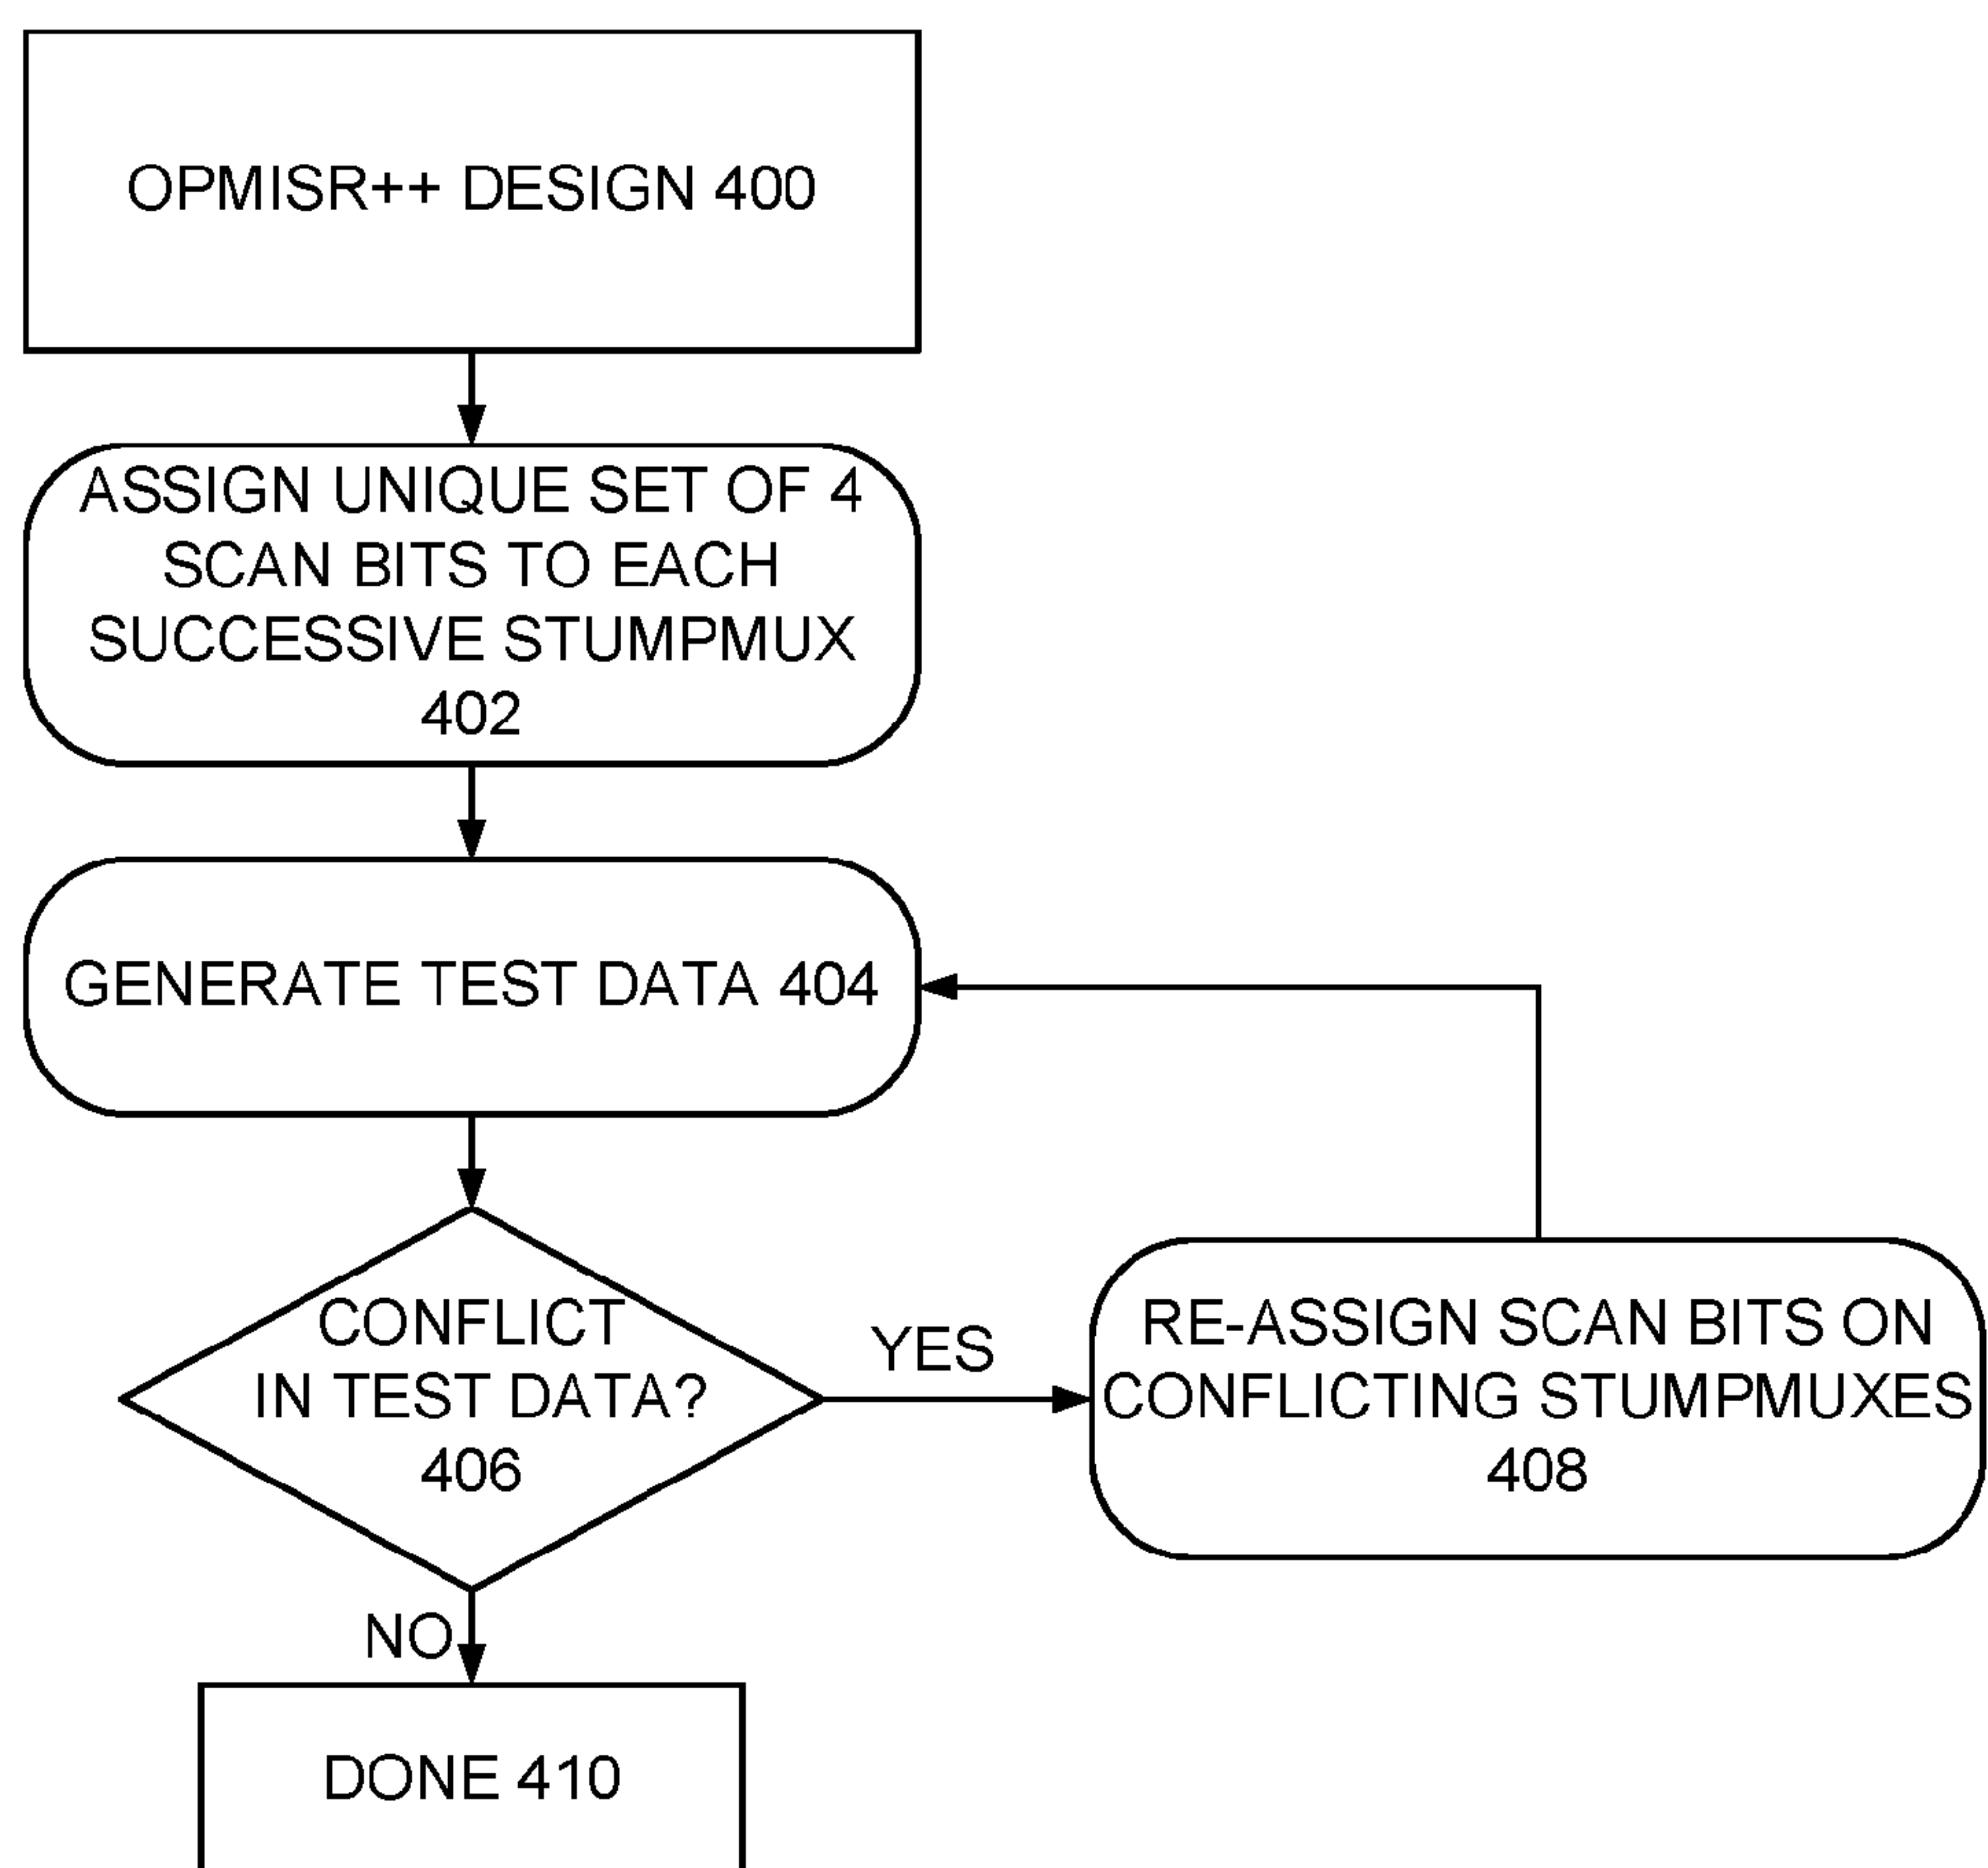 OPMISR++ DESIGN 400
ASSIGN UNIQUE SET OF 4
SCAN BITS TO EACH
SUCCESSIVE STUMPMUX
402
GENERATE TEST DATA 404
CONFLICT
IN TEST DATA?
406
YES
RE-ASSIGN SCAN BITS ON
CONFLICTING STUMPMUXES
408
NO
DONE 410